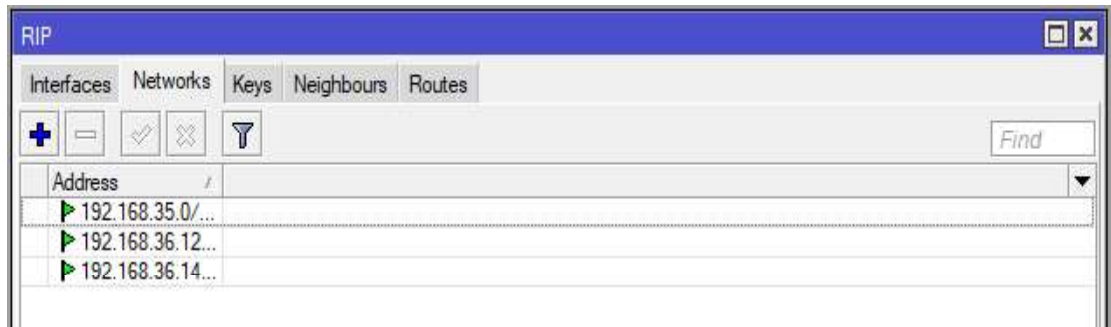 RIP
Interfaces Networks Keys Neighbours Routes
Find
Address
192.168.35.0/...
192.168.36.12...
192.168.36.14...